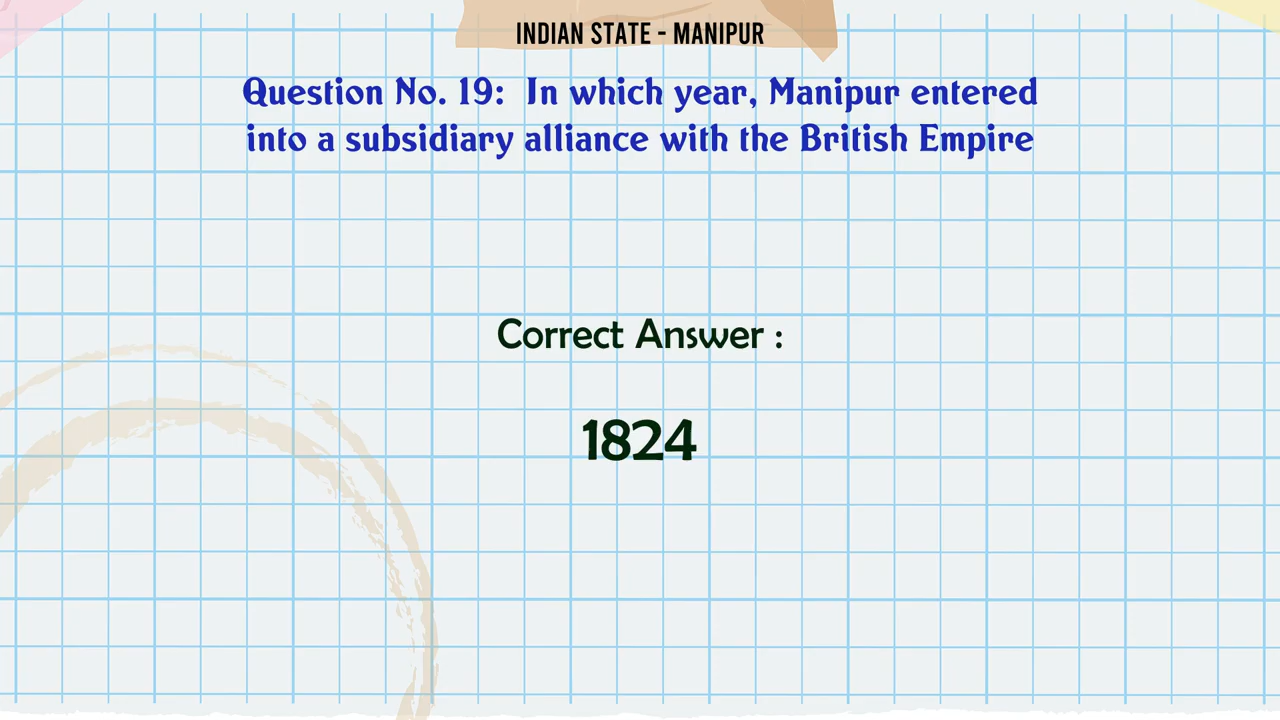 INDIAN STATE - MANIPUR
Question No. 19:  In which year, Manipur entered
into a subsidiary alliance with the British Empire
Correct Answer :
1824